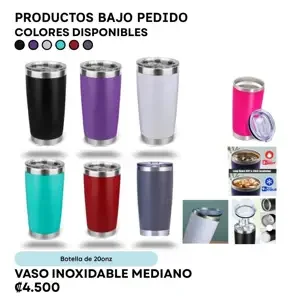 PRODUCTOS BAJO PEDIDO
COLORES DISPONIBLES
Botella de 20onz
VASO INOXIDABLE MEDIANO
₡4.500